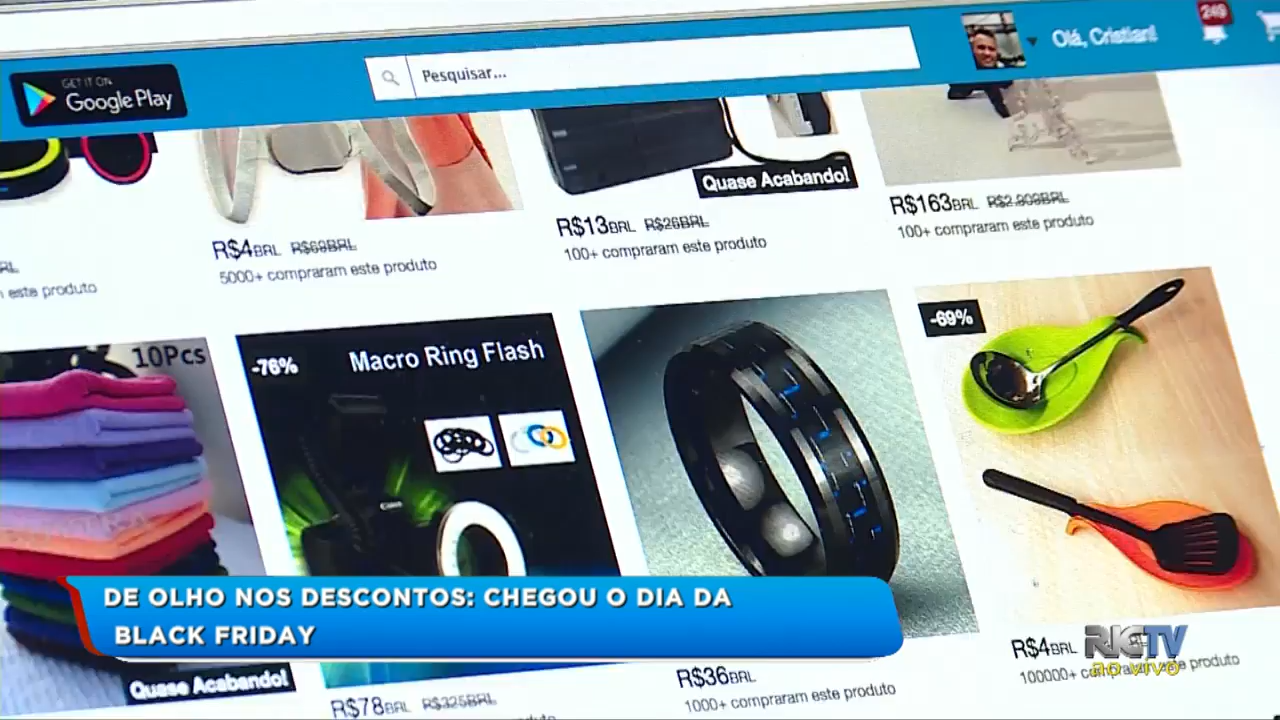 GET IT ON
Google Play
Pesquisar...
Olá, Cristian!
249
Quase Acabando!
R$4BRL R$69BRL
5000+ compraram este produto
R$13BRL R$26BRL
100+ compraram este produto
R$163BRL
100+ compraram este produto
este produto
10Pcs
-76%
Macro Ring Flash
Canon
-69%
DE OLHO NOS DESCONTOS: CHEGOU O DIA DA
BLACK FRIDAY
Quase Acabando!
R$78BRL R$325BRL
R$36BRL
1000+ compraram este produto
R$4BRL
100000+ compraram este produto
RICTV
ao vivo